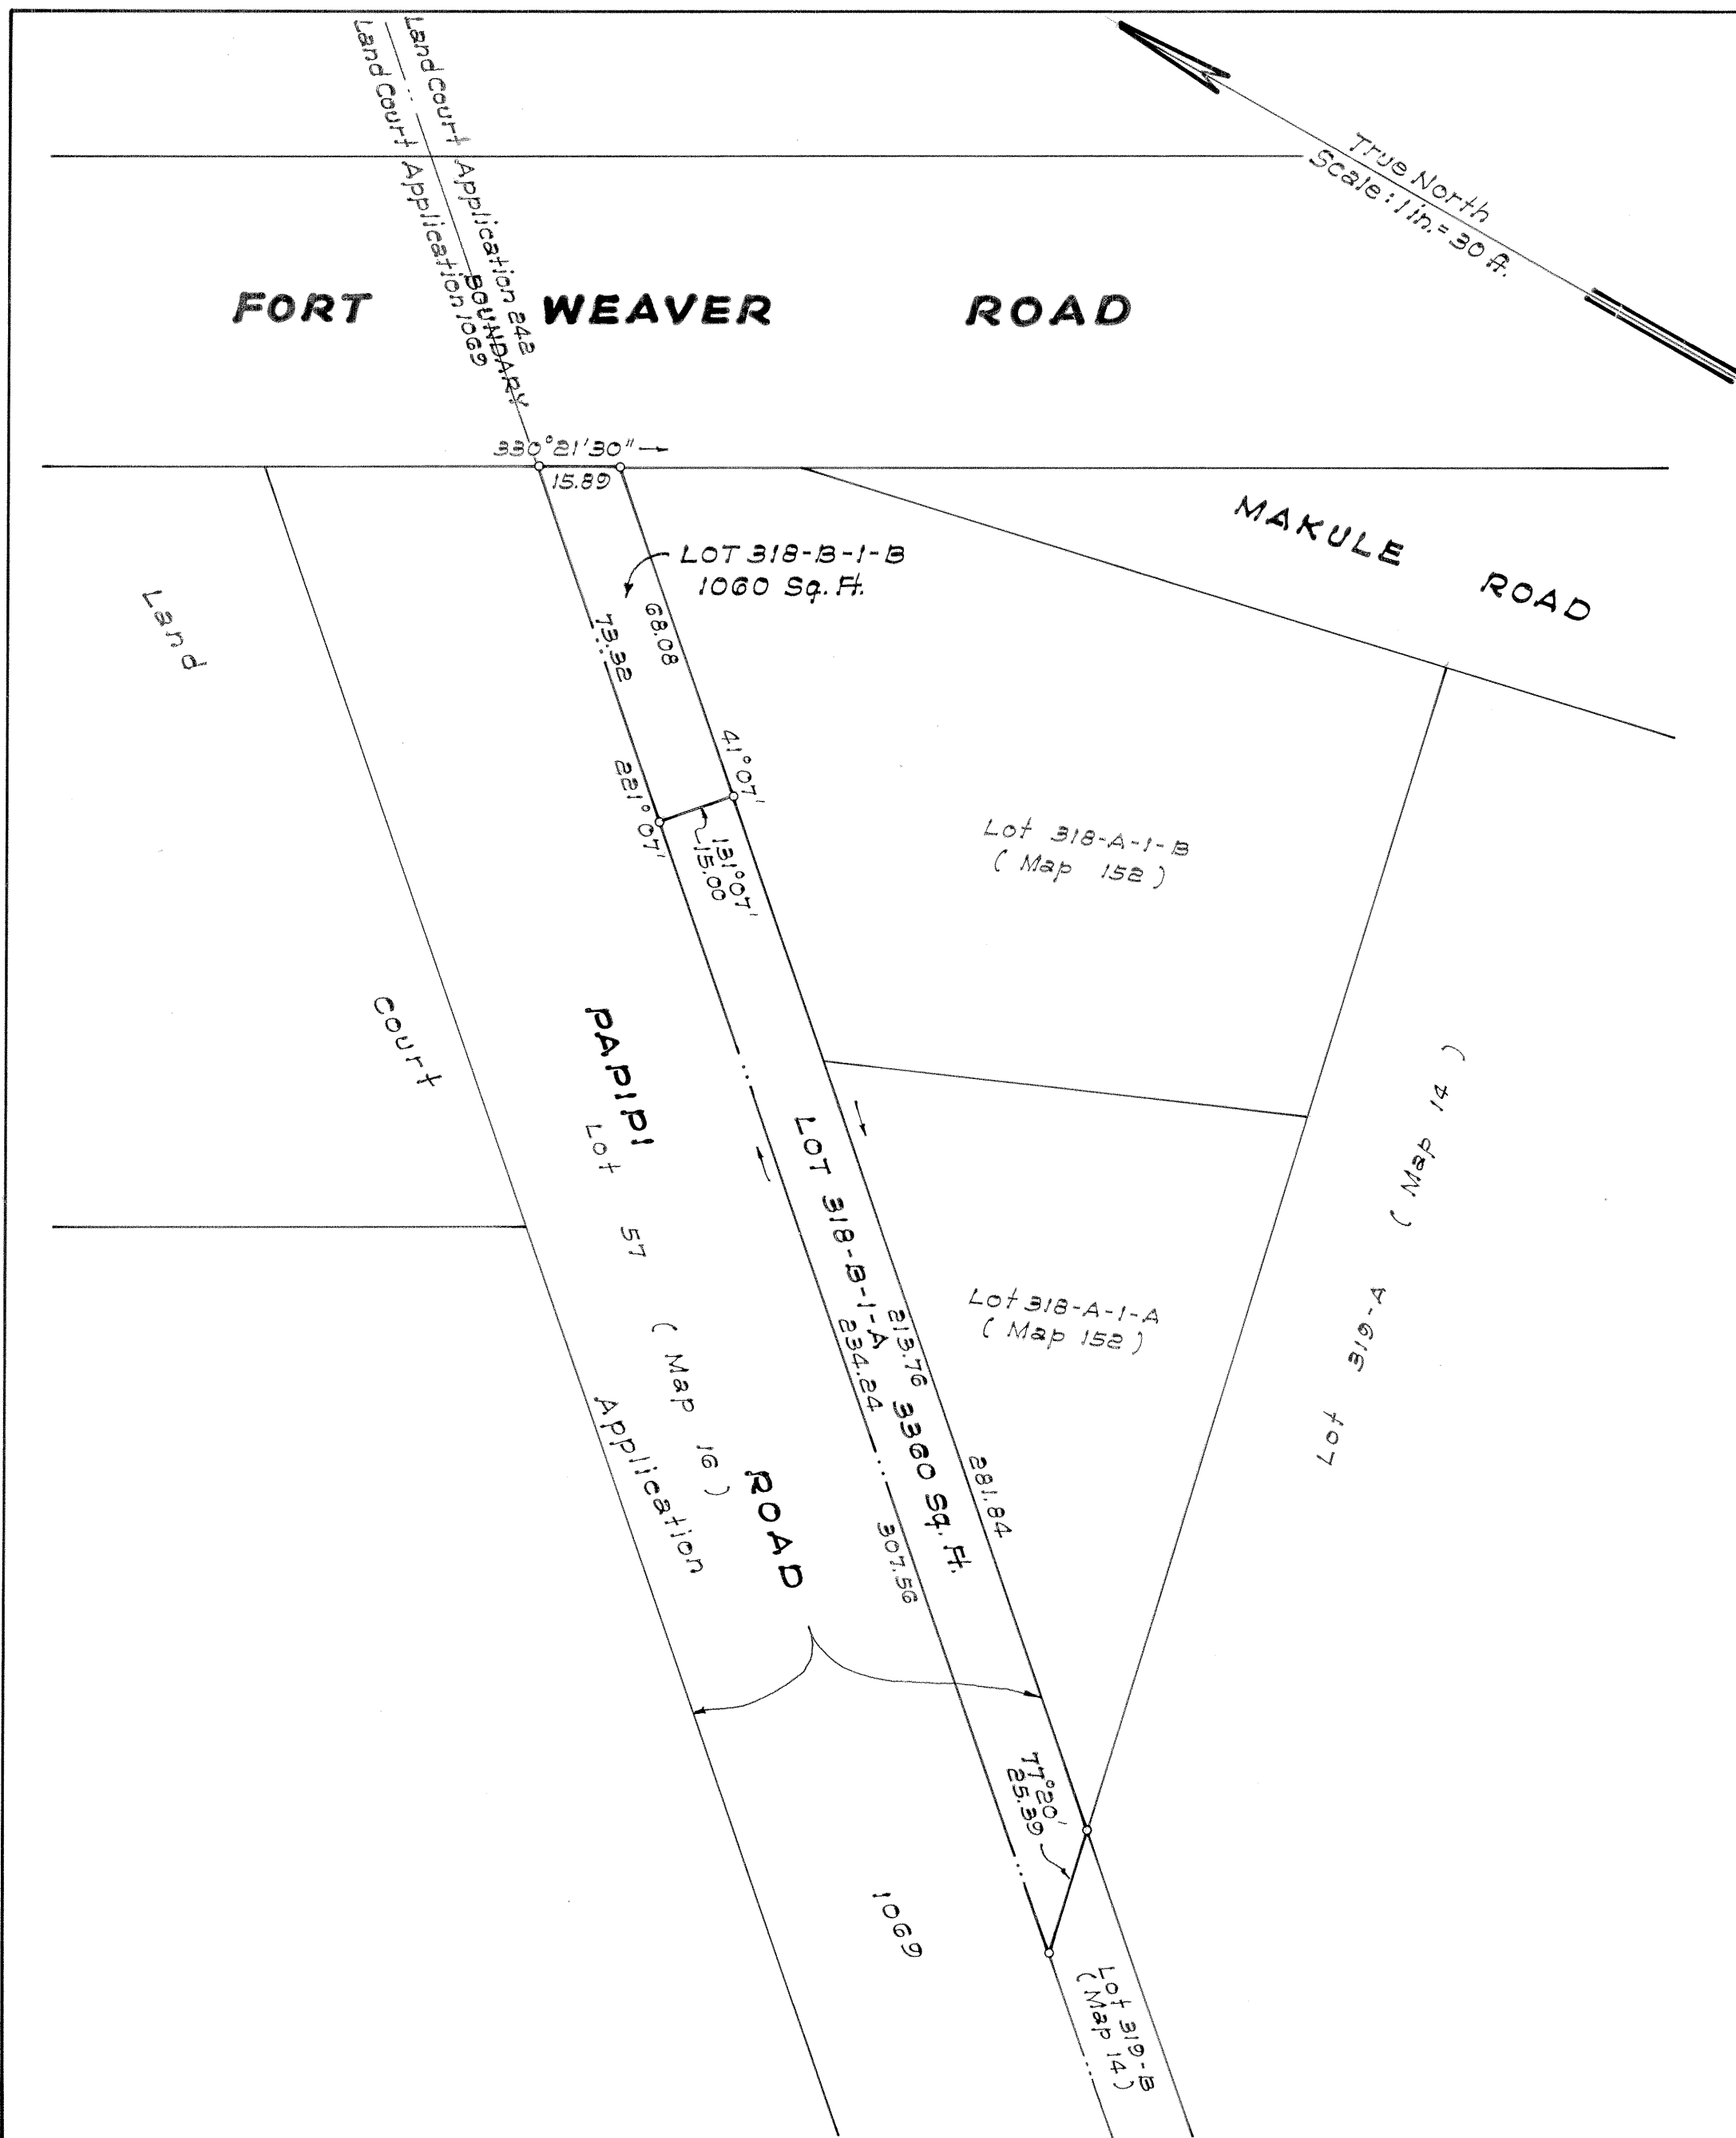 Land Court Application 242
Land Court Application 1069
BOUNDARY
True North
Scale: 1 in. = 30 ft.
FORT WEAVER ROAD
330°21'30"
15.89
MAKULE ROAD
LOT 318-B-1-B
1060 Sq. Ft.
68.08
73.32
41°07'
221°07'
131°07'
15.00
Land Court Application 1069
Lot 318-A-1-B
( Map 152 )
PAPIPI ROAD
Lot 57 ( Map 16 )
LOT 318-B-1-A 3360 Sq. Ft.
213.76
234.24
281.84
307.56
Lot 318-A-1-A
( Map 152 )
Lot 319-A ( Map 14 )
77°20'
25.39
Lot 319-B
( Map 14 )